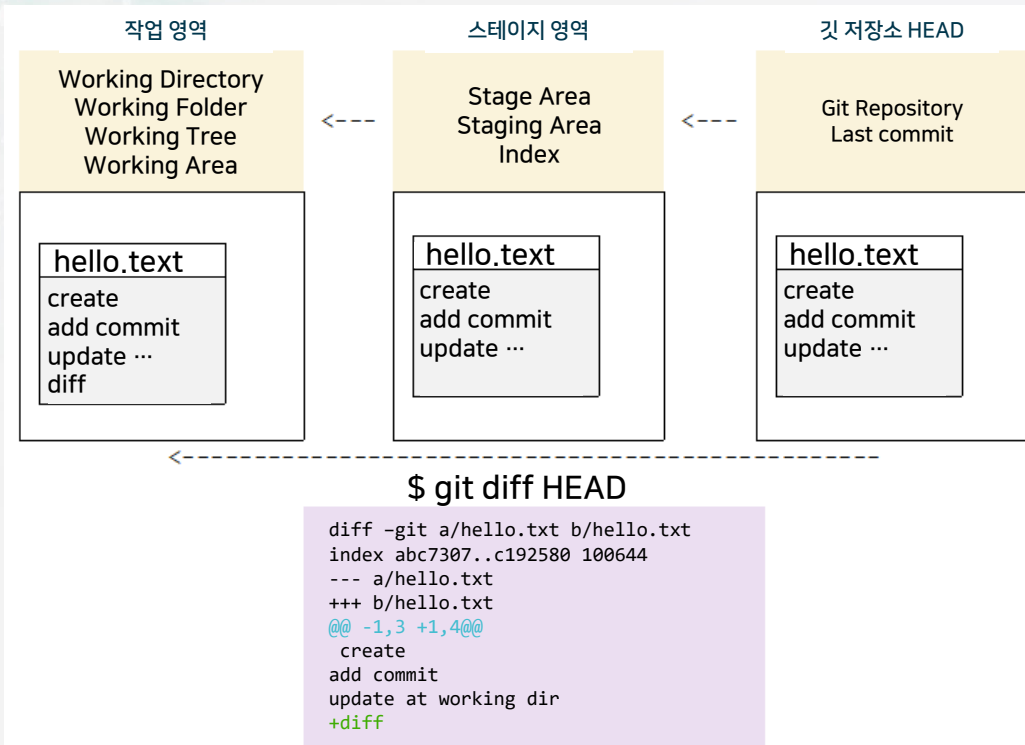 작업 영역
스테이지 영역
깃 저장소 HEAD
Working Directory
Working Folder
Working Tree
Working Area
<---
Stage Area
Staging Area
Index
<---
Git Repository
Last commit
hello.text
create
add commit
update ···
diff
hello.text
create
add commit
update ···
hello.text
create
add commit
update ···
<------------------------------------------------
$ git diff HEAD
diff –git a/hello.txt b/hello.txt
index abc7307..c192580 100644
--- a/hello.txt
+++ b/hello.txt
@@ -1,3 +1,4@@
create
add commit
update at working dir
+diff